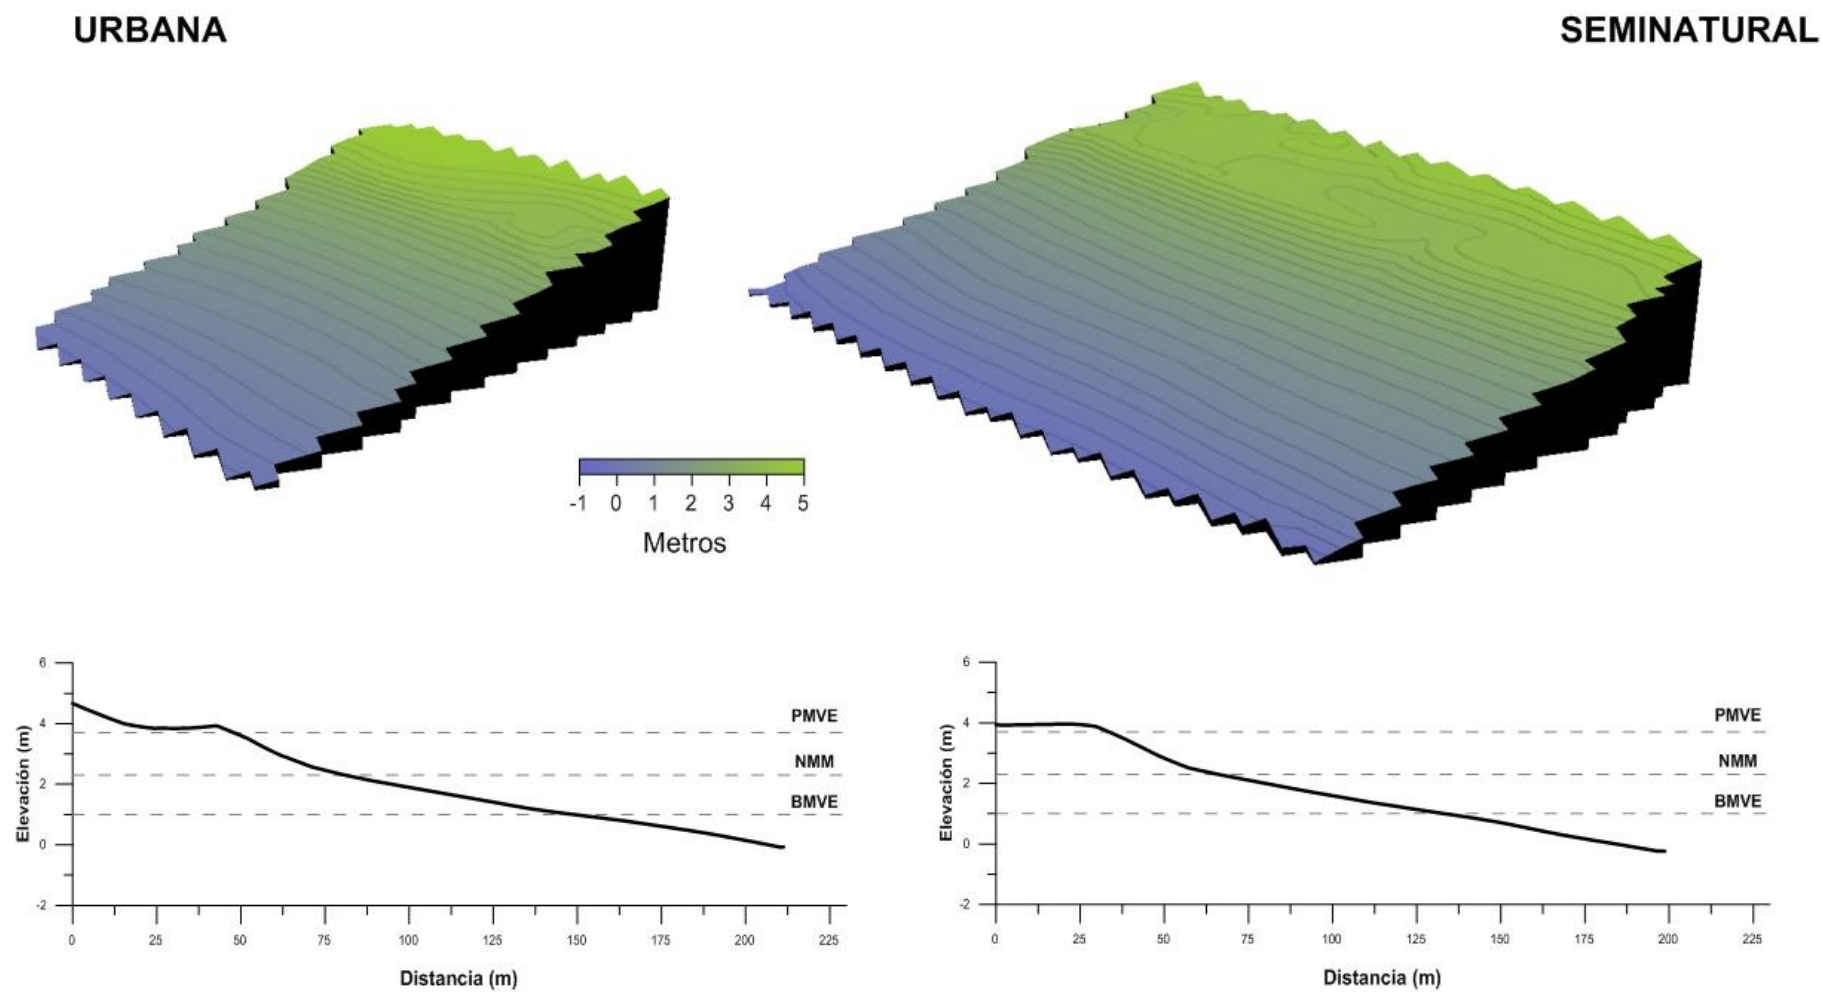 URBANA
SEMINATURAL
-1 0 1 2 3 4 5
Metros
6
4
2
0
-2
Elevación (m)
PMVE
NMM
BMVE
0 25 50 75 100 125 150 175 200 225
Distancia (m)
6
4
2
0
-2
Elevación (m)
PMVE
NMM
BMVE
0 25 50 75 100 125 150 175 200 225
Distancia (m)